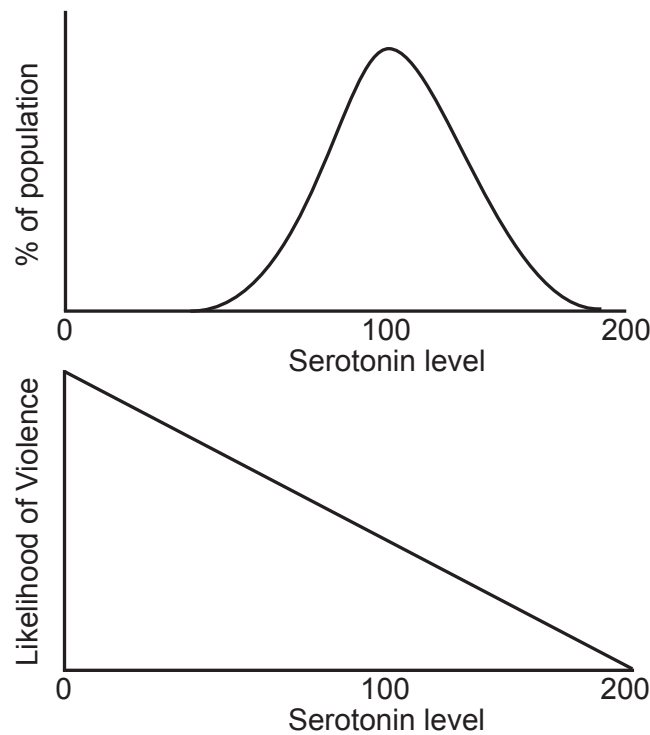 % of population
0 100 200
Serotonin level
Likelihood of Violence
0 100 200
Serotonin level